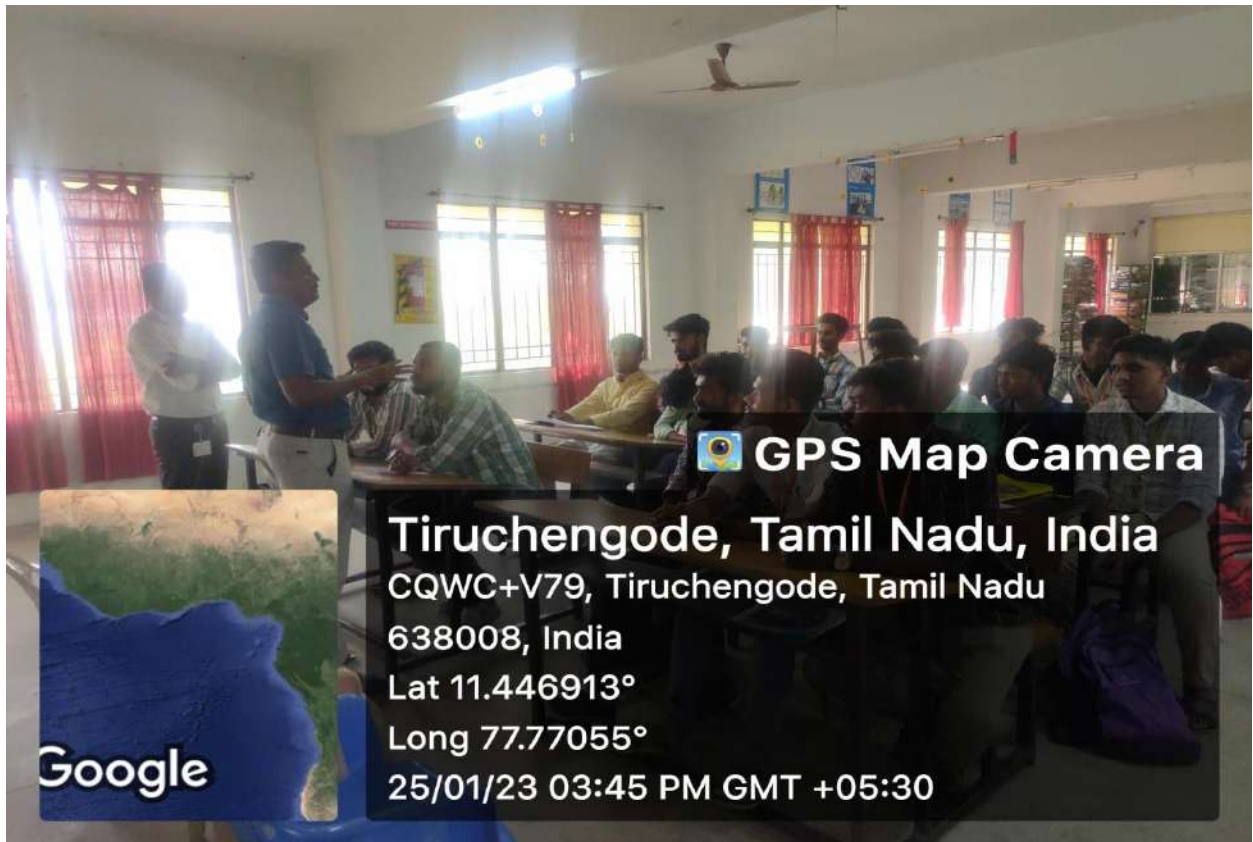 GPS Map Camera
Tiruchengode, Tamil Nadu, India
CQWC+V79, Tiruchengode, Tamil Nadu
638008, India
Lat 11.446913°
Long 77.77055°
25/01/23 03:45 PM GMT +05:30
Google